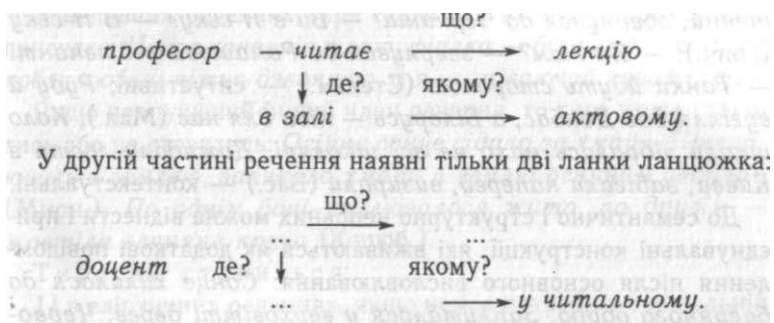 що?
професор читає лекцію
де? якому?
в залі актовому.
У другій частині речення наявні тільки дві ланки ланцюжка:
що?
... ...
доцент де? якому?
... у читальному.